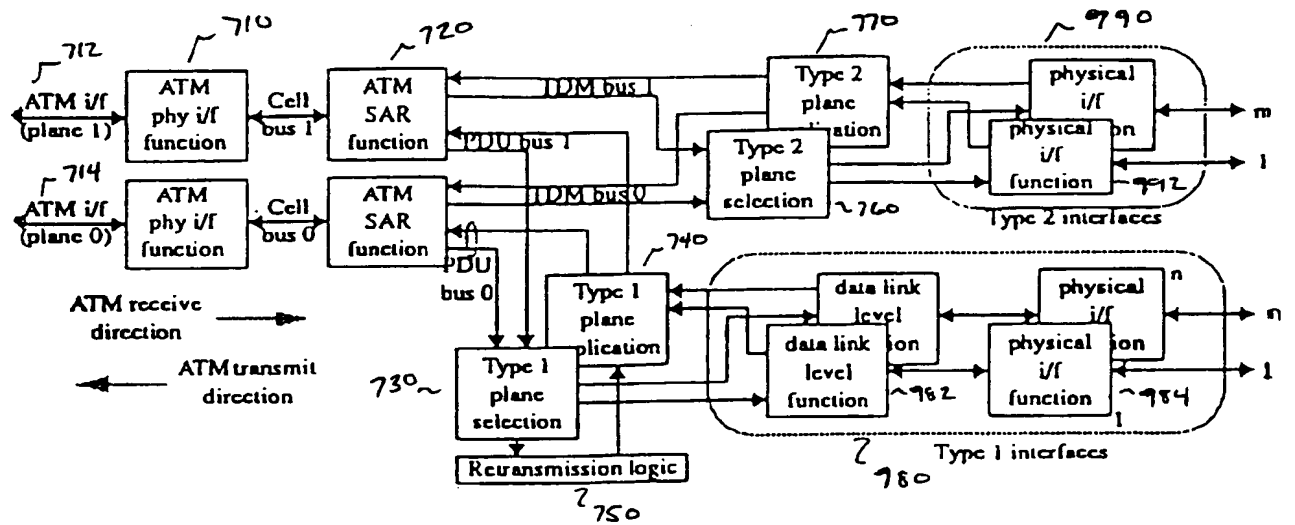 712
710
720
770
990
ATM i/f
(plane 1)
ATM
phy i/f
function
Cell
bus 1
ATM
SAR
function
TDM bus 1
PDU bus 1
Type 2
plane
Type 2
plane
selection
760
physical
i/f
physical
i/f
function
992
m
1
Type 2 interfaces
714
ATM i/f
(plane 0)
ATM
phy i/f
function
Cell
bus 0
ATM
SAR
function
TDM bus 0
PDU
bus 0
740
Type 1
plane
ATM receive
direction
ATM transmit
direction
730
Type 1
plane
selection
Retransmission logic
750
data link
level
data link
level
function
982
physical
i/f
n
physical
i/f
function
1
984
n
1
980
Type 1 interfaces